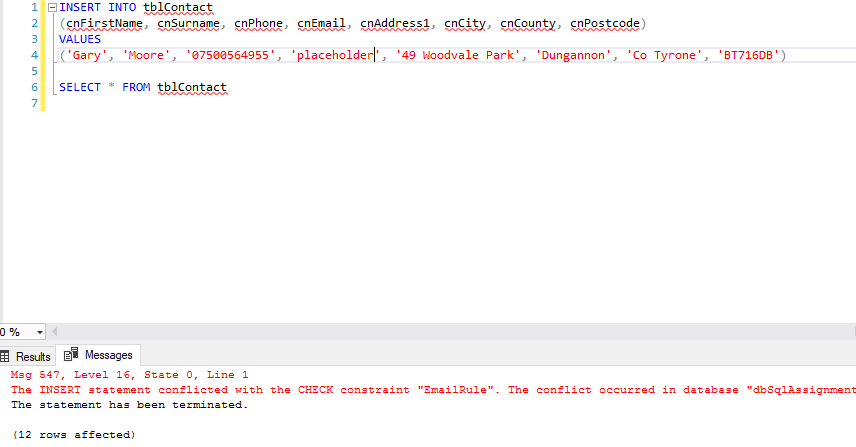 1 INSERT INTO tblContact
2 (cnFirstName, cnSurname, cnPhone, cnEmail, cnAddress1, cnCity, cnCounty, cnPostcode)
3 VALUES
4 ('Gary', 'Moore', '07500564955', 'placeholder', '49 Woodvale Park', 'Dungannon', 'Co Tyrone', 'BT716DB')
5
6 SELECT * FROM tblContact
7
0 %
Results Messages
Msg 547, Level 16, State 0, Line 1
The INSERT statement conflicted with the CHECK constraint "EmailRule". The conflict occurred in database "dbSqlAssignment
The statement has been terminated.
(12 rows affected)